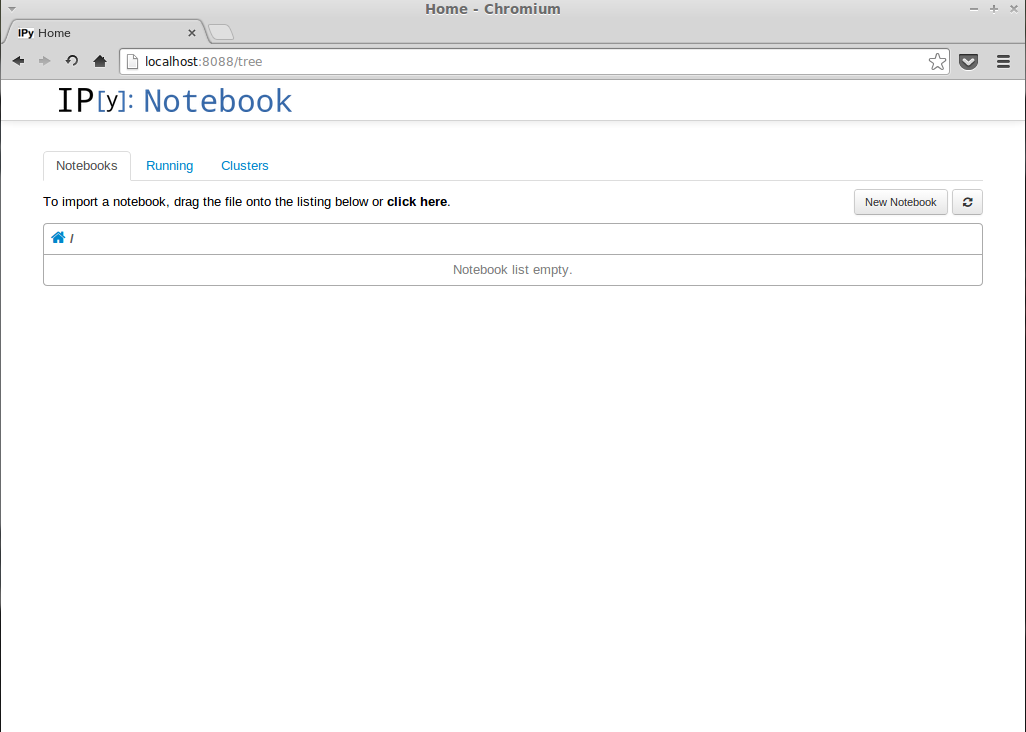 Home - Chromium
IPy Home
localhost:8088/tree
IP[y]: Notebook
Notebooks Running Clusters
To import a notebook, drag the file onto the listing below or click here. New Notebook
/
Notebook list empty.